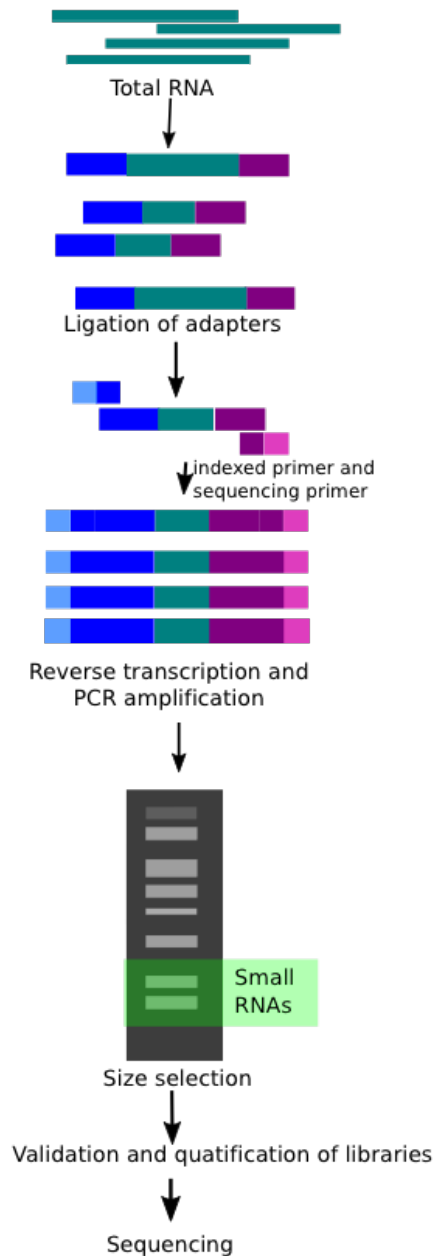 Total RNA
Ligation of adapters
indexed primer and
sequencing primer
Reverse transcription and
PCR amplification
Small
RNAs
Size selection
Validation and quatification of libraries
Sequencing